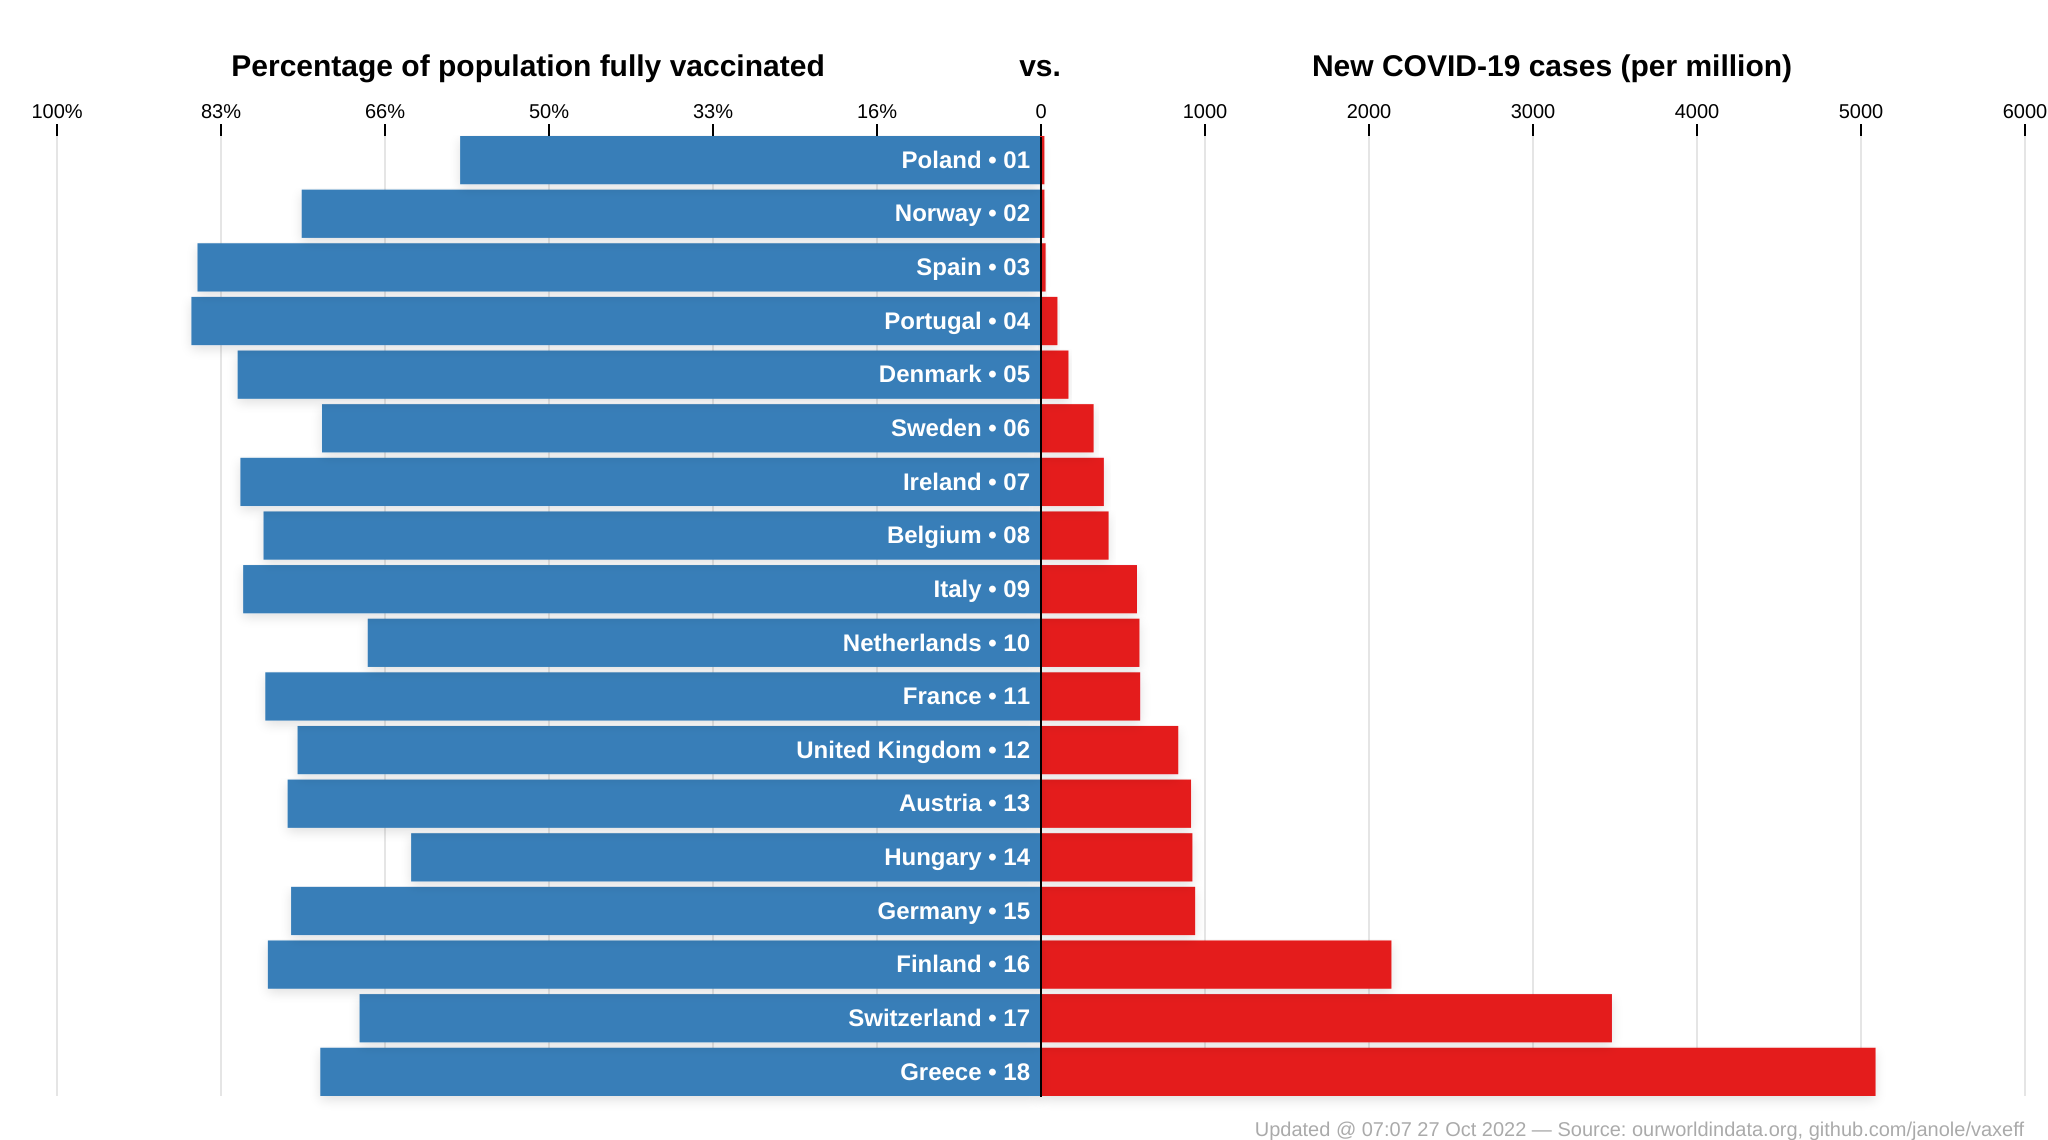 Percentage of population fully vaccinated vs. New COVID-19 cases (per million)
100% 83% 66% 50% 33% 16% 0 1000 2000 3000 4000 5000 6000
Poland • 01
Norway • 02
Spain • 03
Portugal • 04
Denmark • 05
Sweden • 06
Ireland • 07
Belgium • 08
Italy • 09
Netherlands • 10
France • 11
United Kingdom • 12
Austria • 13
Hungary • 14
Germany • 15
Finland • 16
Switzerland • 17
Greece • 18
Updated @ 07:07 27 Oct 2022 — Source: ourworldindata.org, github.com/janole/vaxeff